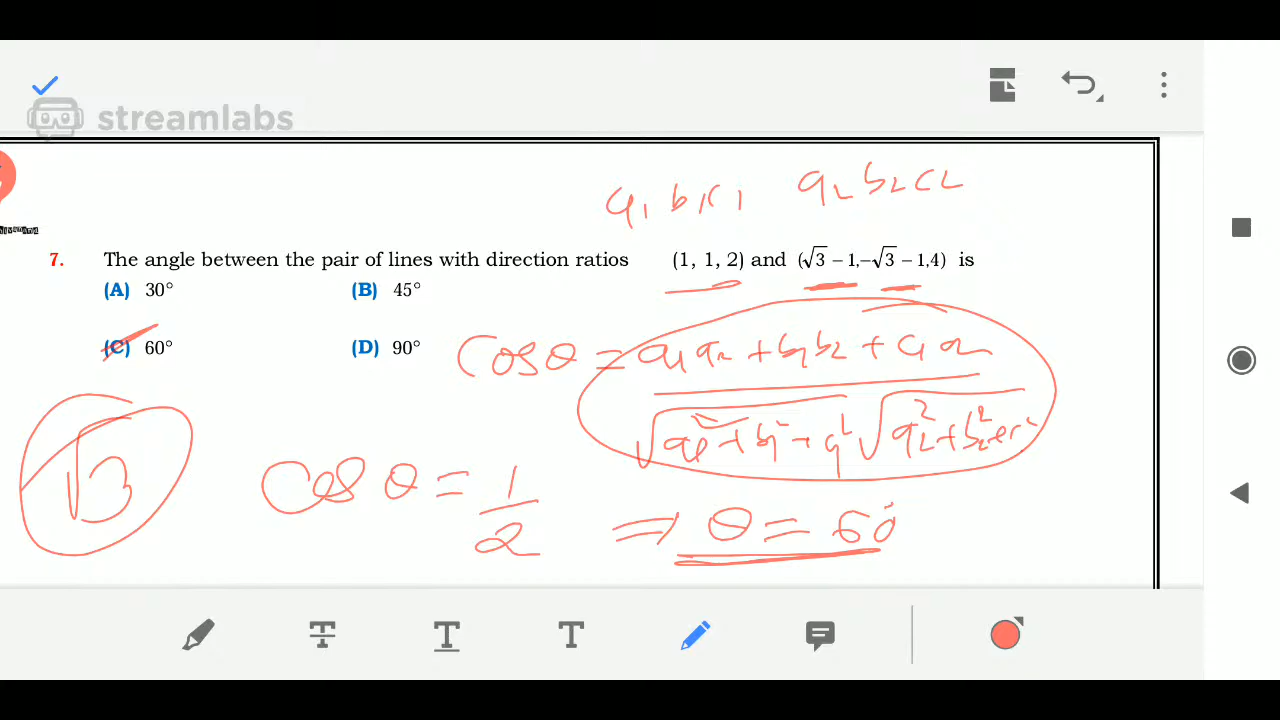 streamlabs
a₁ b₁ c₁ a₂ b₂ c₂
7. The angle between the pair of lines with direction ratios (1, 1, 2) and (√3 – 1,–√3 – 1,4) is
(A) 30° (B) 45°
(C) 60° (D) 90°
cos θ = a₁a₂ + b₁b₂ + c₁c₂
√a₁² + b₁² + c₁² √a₂² + b₂² + c₂²
√3
cos θ = 1/2 ⇒ θ = 60°